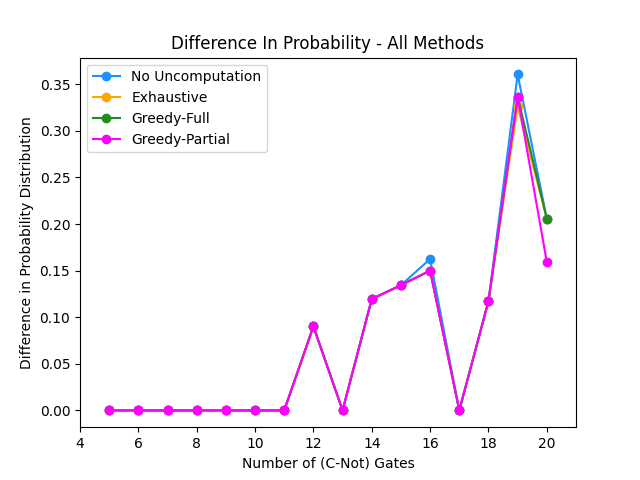 Difference In Probability - All Methods
No Uncomputation
Exhaustive
Greedy-Full
Greedy-Partial
Difference in Probability Distribution
0.35
0.30
0.25
0.20
0.15
0.10
0.05
0.00
4 6 8 10 12 14 16 18 20
Number of (C-Not) Gates